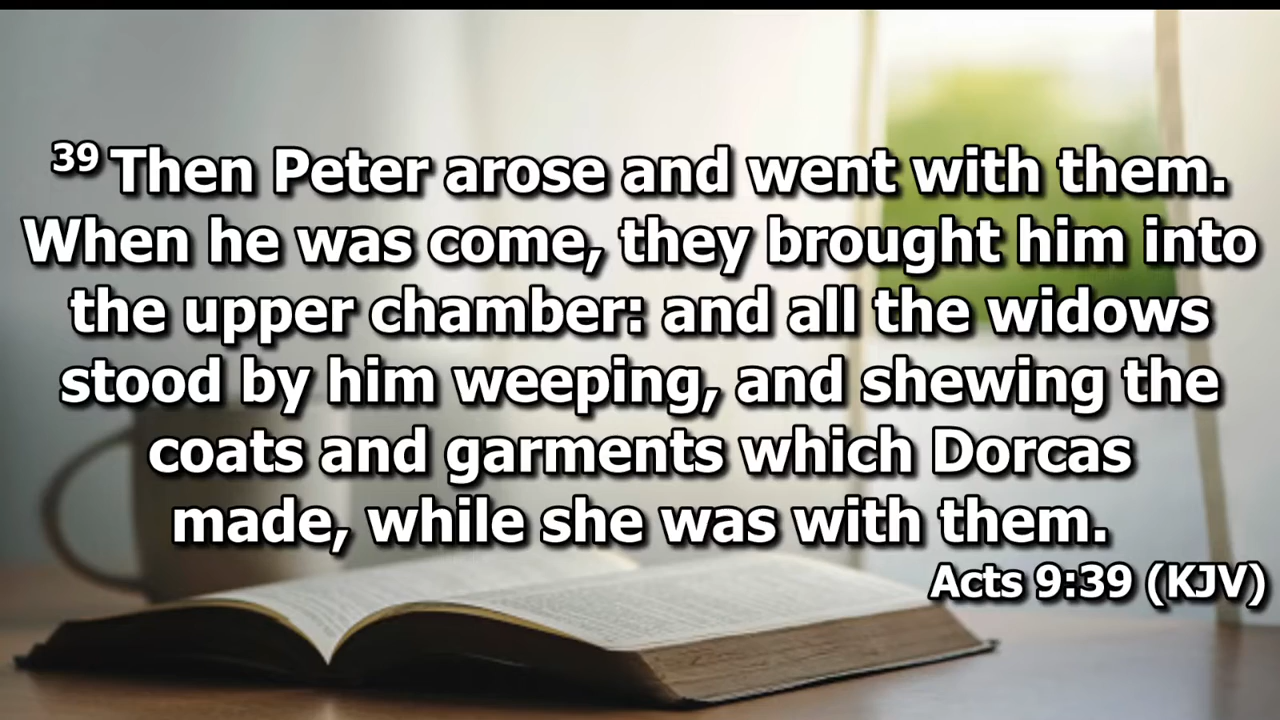 39 Then Peter arose and went with them.
When he was come, they brought him into
the upper chamber: and all the widows
stood by him weeping, and shewing the
coats and garments which Dorcas
made, while she was with them.
Acts 9:39 (KJV)